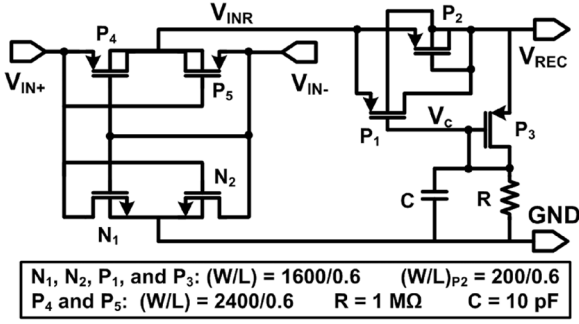 P4
VINR
P2
VIN+
P5
VIN-
VREC
P1
Vc
P3
N2
C
R
GND
N1
N1, N2, P1, and P3: (W/L) = 1600/0.6 (W/L)P2 = 200/0.6
P4 and P5: (W/L) = 2400/0.6 R = 1 MΩ C = 10 pF